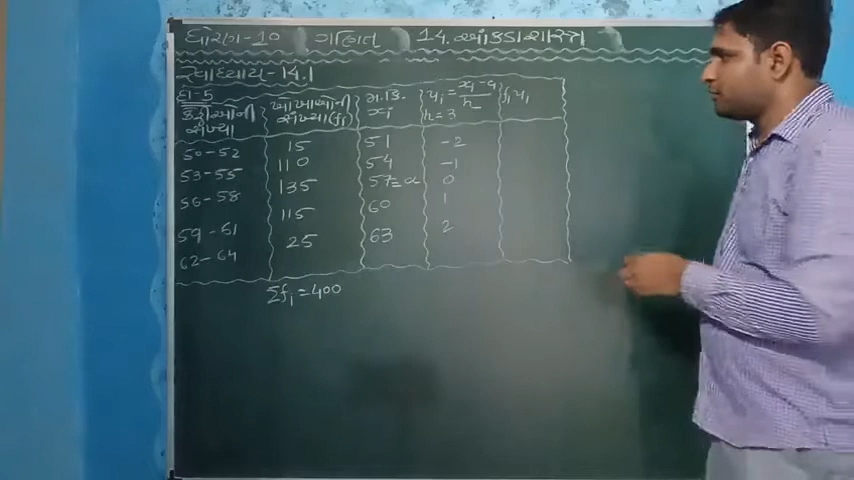 ધોરણ-10 ગણિત 14. આંકડાશાસ્ત્ર
સ્વાધ્યાય-14.1
દા-5
કેરીઓની સંખ્યા ખોખાઓની સંખ્યા (fi) મ.કિ. xi ui = xi-a / h h=3 fiui
50-52 15 51 -2
53-55 110 54 -1
56-58 135 57=a 0
59-61 115 60 1
62-64 25 63 2
Σfi=400